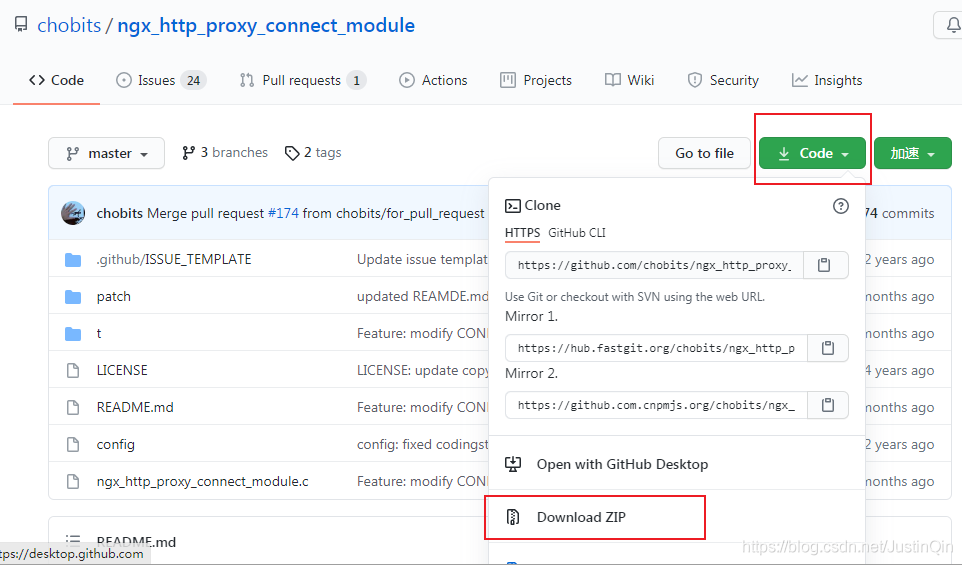 chobits / ngx_http_proxy_connect_module
Code Issues 24 Pull requests 1 Actions Projects Wiki Security Insights
master 3 branches 2 tags Go to file Code 加速
chobits Merge pull request #174 from chobits/for_pull_request 74 commits
Clone
HTTPS GitHub CLI
.github/ISSUE_TEMPLATE Update issue templat 2 years ago
https://github.com/chobits/ngx_http_proxy_
patch updated REAMDE.md months ago
Use Git or checkout with SVN using the web URL.
Mirror 1.
t Feature: modify CON months ago
https://hub.fastgit.org/chobits/ngx_http_p
LICENSE LICENSE: update copy 4 years ago
Mirror 2.
README.md Feature: modify CON months ago
https://github.com.cnpmjs.org/chobits/ngx_
config config: fixed codingst months ago
Open with GitHub Desktop
ngx_http_proxy_connect_module.c Feature: modify CON months ago
Download ZIP
README.md
tps://desktop.github.com
https://blog.csdn.net/JustinQin